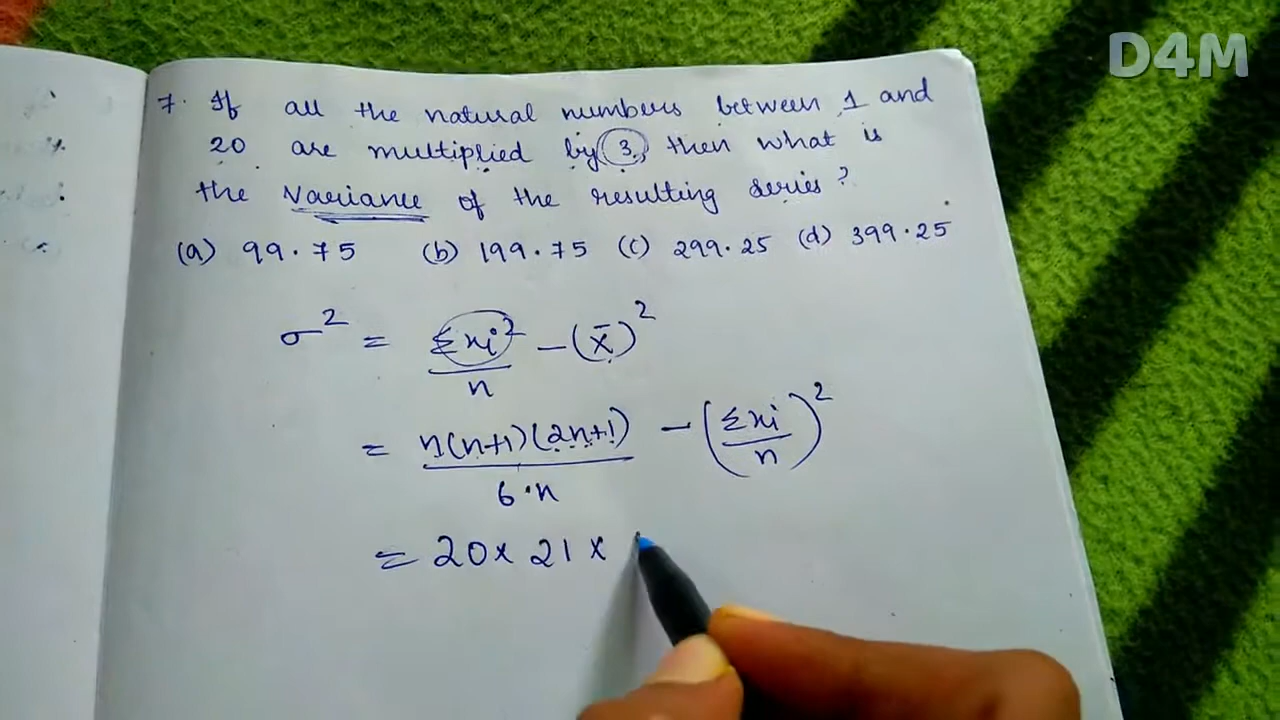 D4M
7. If all the natural numbers between 1 and
20 are multiplied by 3, then what is
the variance of the resulting series?
(a) 99.75 (b) 199.75 (c) 299.25 (d) 399.25
σ² = Σxi²/n - (x̄)²
= n(n+1)(2n+1)/6·n - (Σxi/n)²
= 20 × 21 ×